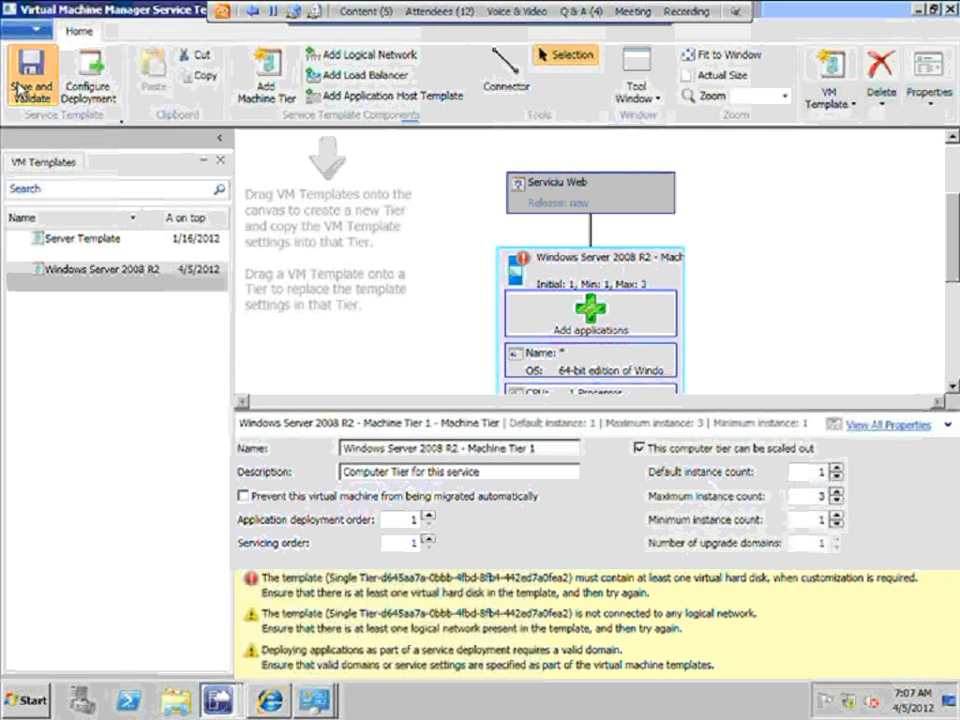 Virtual Machine Manager Service Te
Content (5) Attendees (12) Voice & Video Q & A (4) Meeting Recording
Home
Save and Validate
Configure Deployment
Service Template
Paste
Cut
Copy
Clipboard
Add Machine Tier
Add Logical Network
Add Load Balancer
Add Application Host Template
Service Template Components
Connector
Selection
Tools
Tool Window
Window
Fit to Window
Actual Size
Zoom
Zoom
VM Template
Delete
Properties
VM Templates
Search
Name A on top
Server Template 1/16/2012
Windows Server 2008 R2 4/5/2012
Drag VM Templates onto the
canvas to create a new Tier
and copy the VM Template
settings into that Tier.
Drag a VM Template onto a
Tier to replace the template
settings in that Tier.
Serviciu Web
Release: new
Windows Server 2008 R2 - Mach
Initial: 1, Min: 1, Max: 3
Add applications
Name: *
OS: 64-bit edition of Windo
CPU: 1 Processor
Windows Server 2008 R2 - Machine Tier 1 - Machine Tier | Default instance: 1 | Maximum instance: 3 | Minimum instance: 1
View All Properties
Name: Windows Server 2008 R2 - Machine Tier 1
Description: Computer Tier for this service
Prevent this virtual machine from being migrated automatically
Application deployment order: 1
Servicing order: 1
This computer tier can be scaled out
Default instance count: 1
Maximum instance count: 3
Minimum instance count: 1
Number of upgrade domains: 1
The template (Single Tier-d645aa7a-0bbb-4fbd-8fb4-442ed7a0fea2) must contain at least one virtual hard disk, when customization is required.
Ensure that there is at least one virtual hard disk in the template, and then try again.
The template (Single Tier-d645aa7a-0bbb-4fbd-8fb4-442ed7a0fea2) is not connected to any logical network.
Ensure that there is at least one logical network present in the template, and then try again.
Deploying applications as part of a service deployment requires a valid domain.
Ensure that valid domains or service settings are specified as part of the virtual machine templates.
Start
7:07 AM
4/5/2012